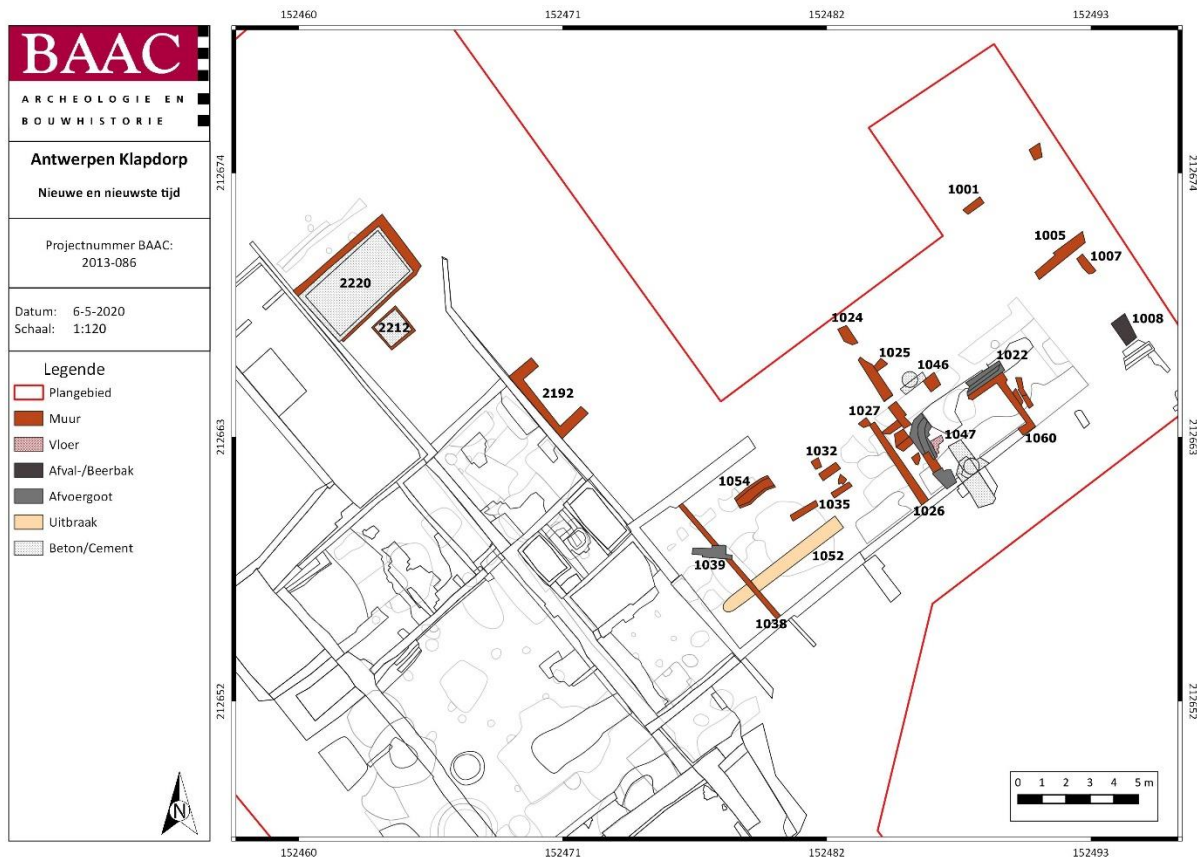 BAAC
ARCHEOLOGIE EN
BOUWHISTORIE
Antwerpen Klapdorp
Nieuwe en nieuwste tijd
Projectnummer BAAC:
2013-086
Datum: 6-5-2020
Schaal: 1:120
Legende
Plangebied
Muur
Vloer
Afval-/Beerbak
Afvoergoot
Uitbraak
Beton/Cement
N
152460 152471 152482 152493
212674 212674
1001
1005
1007
2220
2212
1008
1024
1025
1046
1022
2192
1027
212663 212663
1047
1060
1032
1054
1035
1026
1052
1039
1038
212652 212652
0 1 2 3 4 5 m
152460 152471 152482 152493